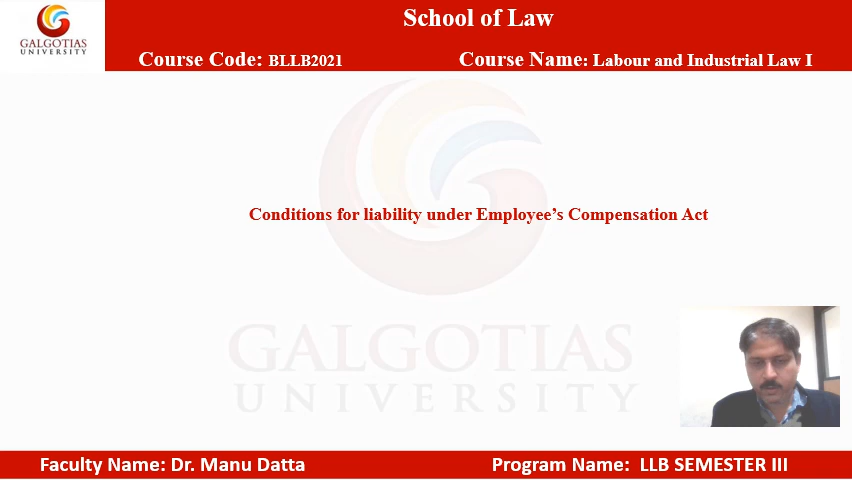 School of Law
GALGOTIAS
UNIVERSITY
Course Code: BLLB2021
Course Name: Labour and Industrial Law I
Conditions for liability under Employee’s Compensation Act
GALGOTIAS
UNIVERSITY
Faculty Name: Dr. Manu Datta
Program Name: LLB SEMESTER III